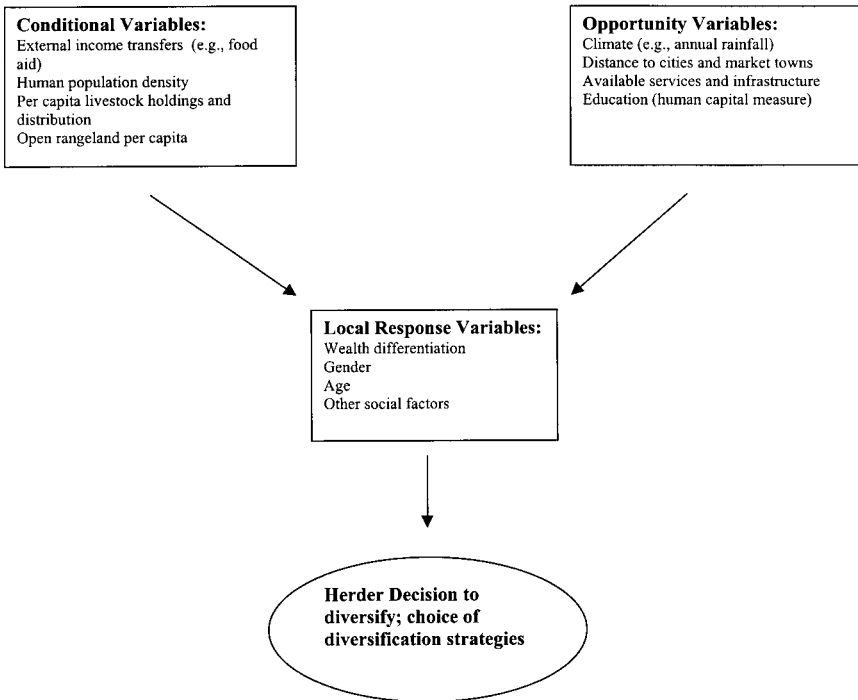 Conditional Variables:
External income transfers (e.g., food
aid)
Human population density
Per capita livestock holdings and
distribution
Open rangeland per capita
Opportunity Variables:
Climate (e.g., annual rainfall)
Distance to cities and market towns
Available services and infrastructure
Education (human capital measure)
Local Response Variables:
Wealth differentiation
Gender
Age
Other social factors
Herder Decision to
diversify; choice of
diversification strategies